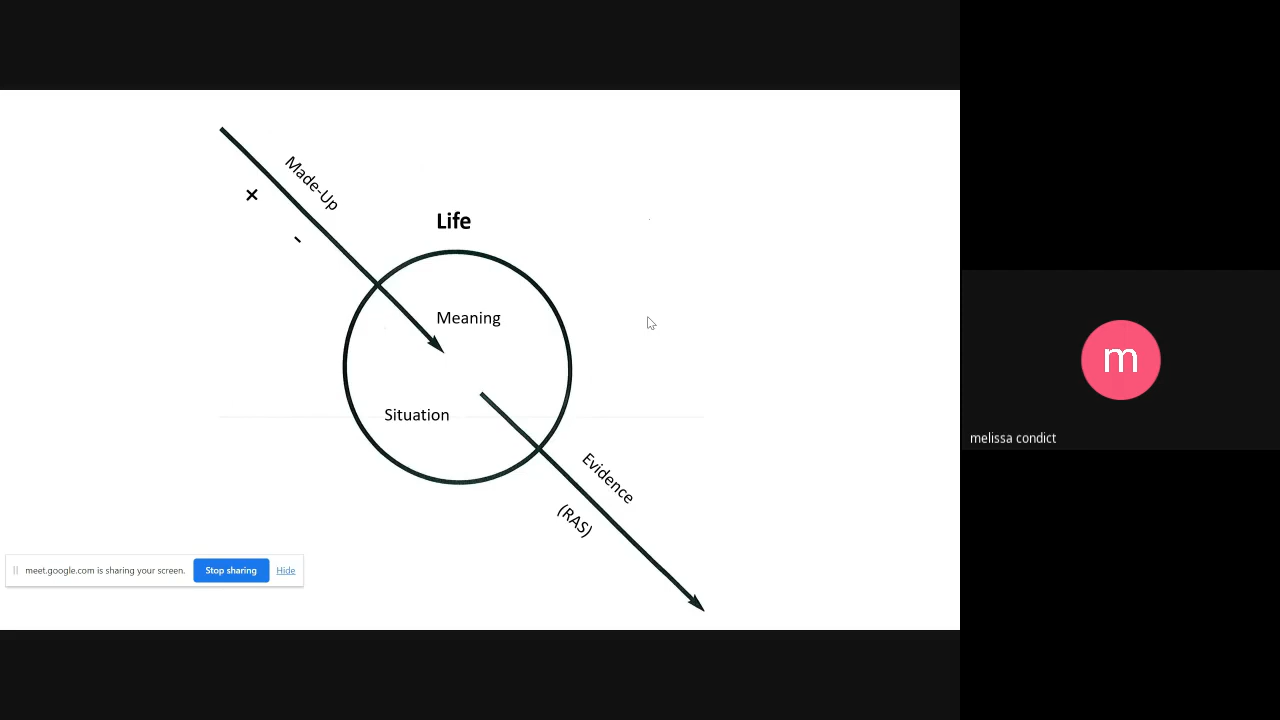 Made-Up
+
-
Life
Meaning
Situation
Evidence
(RAS)
meet.google.com is sharing your screen.
Stop sharing
Hide
m
melissa condict